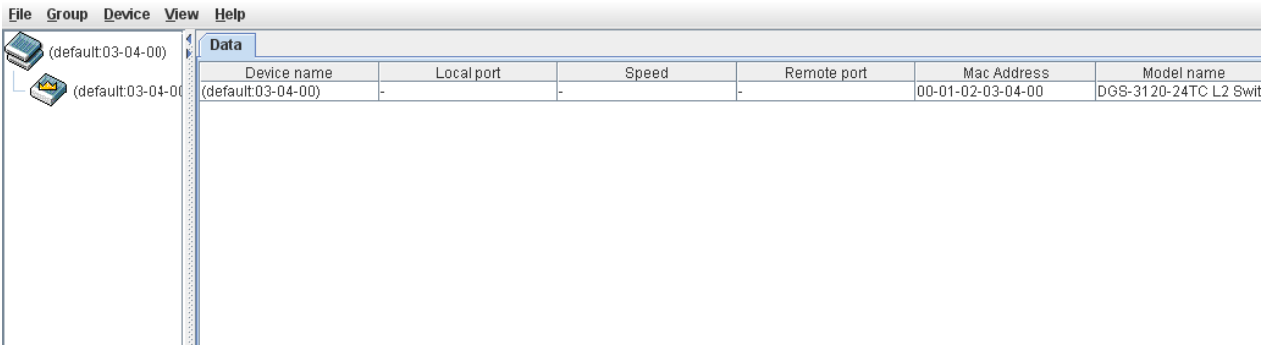 File Group Device View Help
(default:03-04-00)
(default:03-04-00
Data
Device name Local port Speed Remote port Mac Address Model name
(default:03-04-00) - - - 00-01-02-03-04-00 DGS-3120-24TC L2 Swit